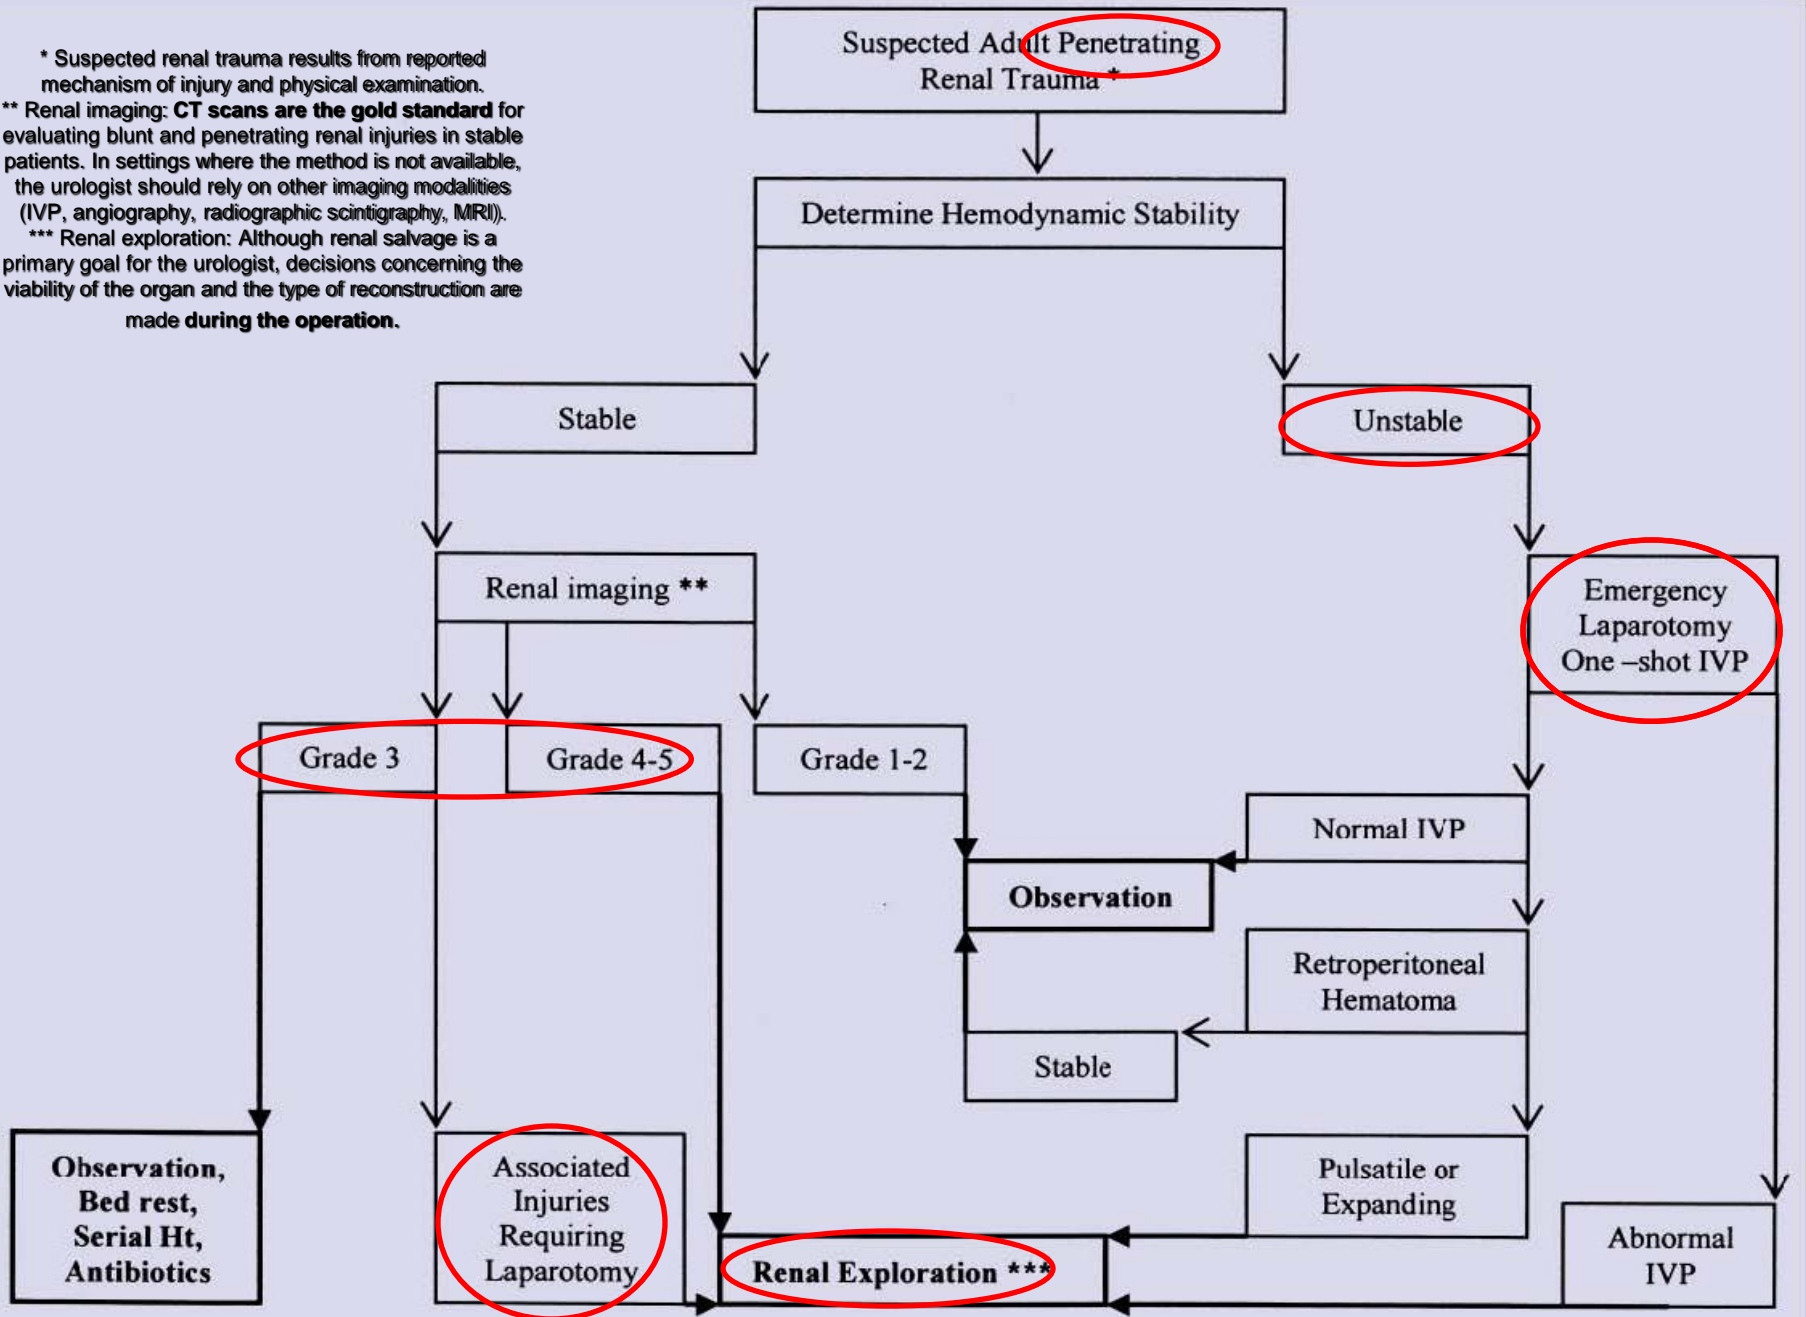 * Suspected renal trauma results from reported
mechanism of injury and physical examination.
** Renal imaging: CT scans are the gold standard for
evaluating blunt and penetrating renal injuries in stable
patients. In settings where the method is not available,
the urologist should rely on other imaging modalities
(IVP, angiography, radiographic scintigraphy, MRI).
*** Renal exploration: Although renal salvage is a
primary goal for the urologist, decisions concerning the
viability of the organ and the type of reconstruction are
made during the operation.
Suspected Adult Penetrating
Renal Trauma *
Determine Hemodynamic Stability
Stable
Unstable
Renal imaging **
Emergency
Laparotomy
One –shot IVP
Grade 3
Grade 4-5
Grade 1-2
Normal IVP
Observation
Retroperitoneal
Hematoma
Stable
Observation,
Bed rest,
Serial Ht,
Antibiotics
Associated
Injuries
Requiring
Laparotomy
Pulsatile or
Expanding
Renal Exploration ***
Abnormal
IVP